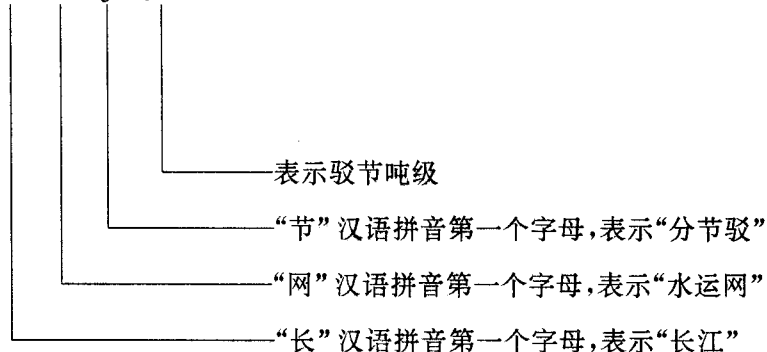 表示驳节吨级
“节”汉语拼音第一个字母,表示“分节驳”
“网”汉语拼音第一个字母,表示“水运网”
“长”汉语拼音第一个字母,表示“长江”